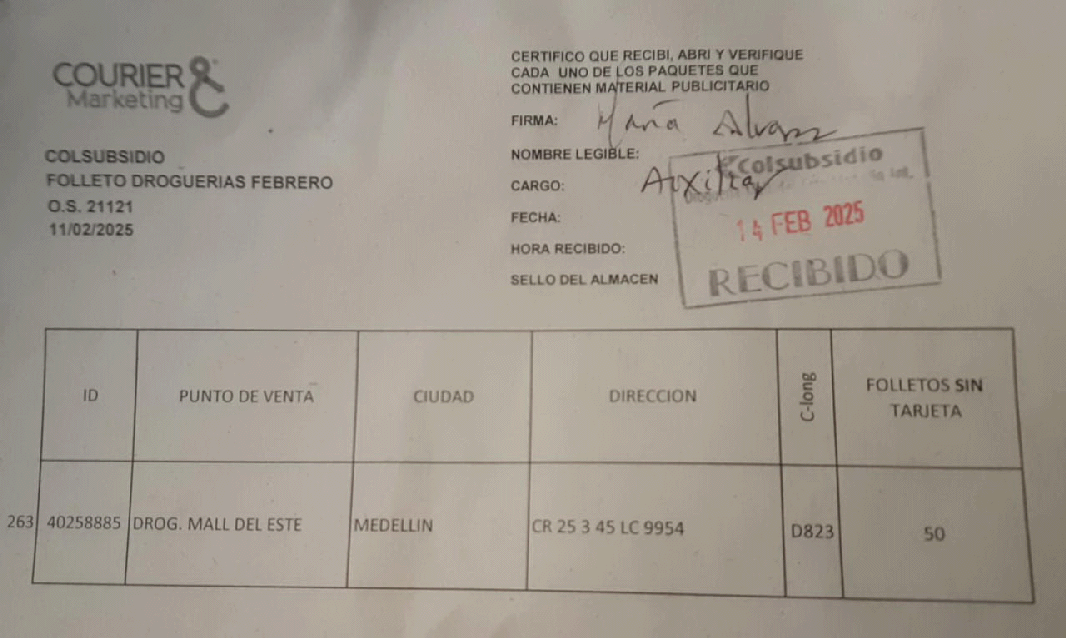 COURIER &
Marketing
COLSUBSIDIO
FOLLETO DROGUERIAS FEBRERO
O.S. 21121
11/02/2025
CERTIFICO QUE RECIBI, ABRI Y VERIFIQUE
CADA UNO DE LOS PAQUETES QUE
CONTIENEN MATERIAL PUBLICITARIO
FIRMA: María
NOMBRE LEGIBLE:
CARGO: Auxiliar
FECHA:
HORA RECIBIDO:
SELLO DEL ALMACEN
Colsubsidio
14 FEB 2025
RECIBIDO
ID PUNTO DE VENTA CIUDAD DIRECCION C-long FOLLETOS SIN TARJETA
263 40258885 DROG. MALL DEL ESTE MEDELLIN CR 25 3 45 LC 9954 D823 50